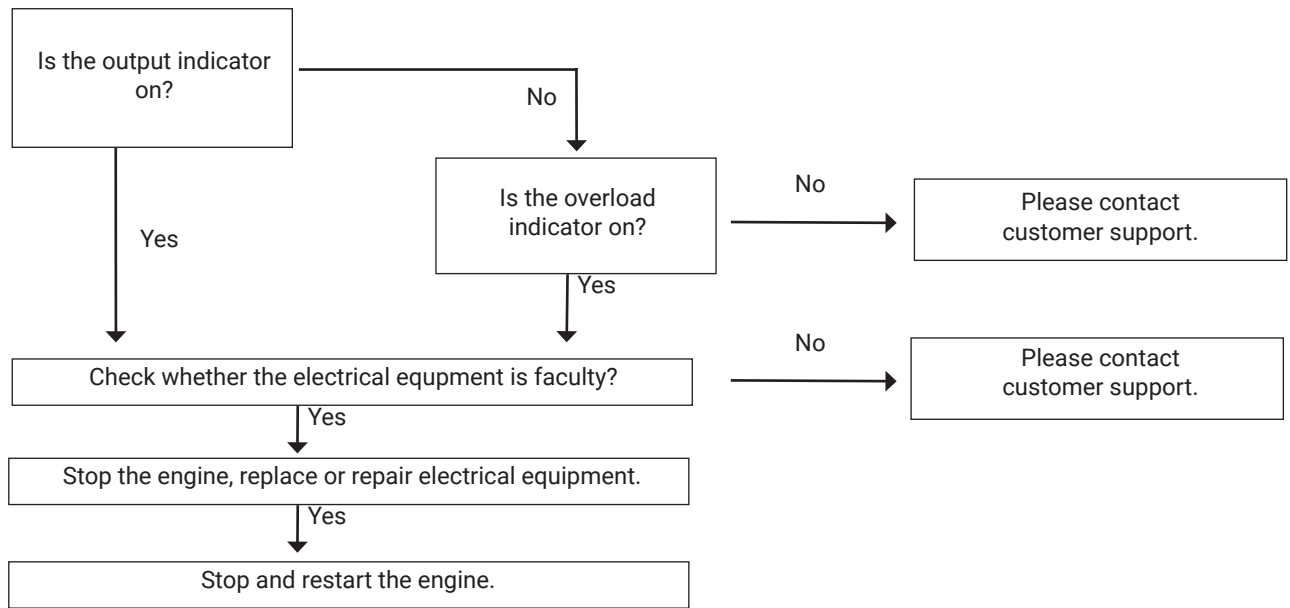 Is the output indicator
on?
No
Is the overload
indicator on?
No
Please contact
customer support.
Yes
Yes
Check whether the electrical equpment is faculty?
No
Please contact
customer support.
Yes
Stop the engine, replace or repair electrical equipment.
Yes
Stop and restart the engine.